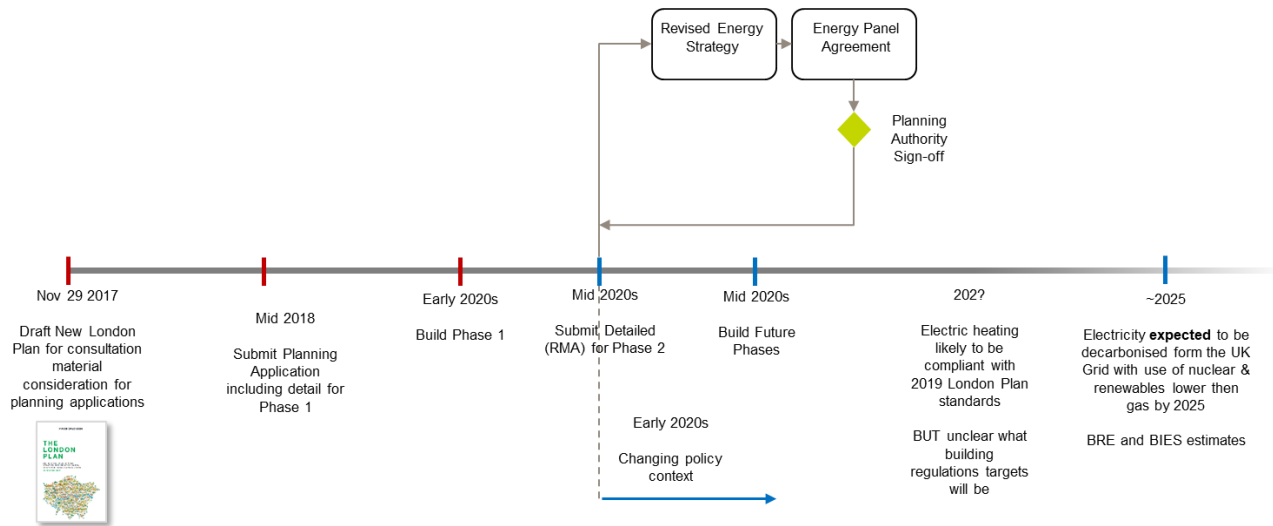 Revised Energy
Strategy
Energy Panel
Agreement
Planning
Authority
Sign-off
Nov 29 2017
Draft New London
Plan for consultation
material
consideration for
planning applications
THE
LONDON
PLAN
Mid 2018
Submit Planning
Application
including detail for
Phase 1
Early 2020s
Build Phase 1
Mid 2020s
Submit Detailed
(RMA) for Phase 2
Early 2020s
Changing policy
context
Mid 2020s
Build Future
Phases
202?
Electric heating
likely to be
compliant with
2019 London Plan
standards
BUT unclear what
building
regulations targets
will be
~2025
Electricity expected to be
decarbonised form the UK
Grid with use of nuclear &
renewables lower then
gas by 2025
BRE and BIES estimates